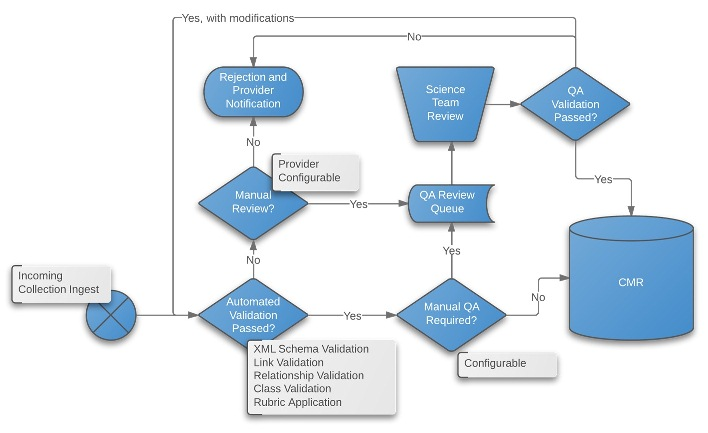 Yes, with modifications
No
Rejection and
Provider
Notification
Science
Team
Review
QA
Validation
Passed?
No
Provider
Configurable
Manual
Review?
Yes
QA Review
Queue
Yes
No
Yes
Incoming
Collection Ingest
Automated
Validation
Passed?
Yes
Manual QA
Required?
No
CMR
XML Schema Validation
Link Validation
Relationship Validation
Class Validation
Rubric Application
Configurable